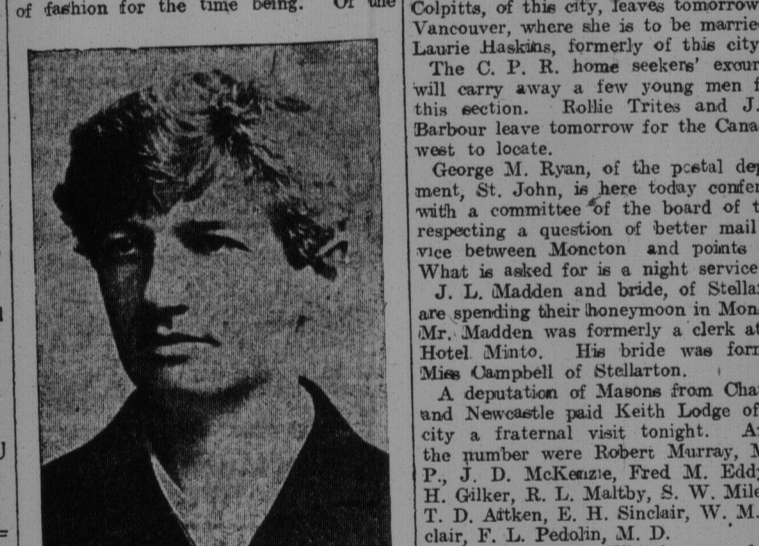 of fashion for the time being. Of the
Colpitts, of this city, leaves tomorrow
Vancouver, where she is to be marrie
Laurie Haskins, formerly of this city
The C. P. R. home seekers' excur
will carry away a few young men f
this section. Rollie Trites and J.
Barbour leave tomorrow for the Cana
west to locate.
George M. Ryan, of the postal dep
ment, St. John, is here today confer
with a committee of the board of t
respecting a question of better mail
vice between Moncton and points
What is asked for is a night service
J. L. Madden and bride, of Stella
are spending their honeymoon in Mon
Mr. Madden was formerly a clerk at
Hotel Minto. His bride was form
Miss Campbell of Stellarton.
A deputation of Masons from Cha
and Newcastle paid Keith Lodge of
city a fraternal visit tonight. A
the number were Robert Murray, M
P., J. D. McKenzie, Fred M. Eddy
H. Gilker, R. L. Maltby, S. W. Mile
T. D. Aitken, E. H. Sinclair, W. M.
clair, F. L. Pedolin, M. D.